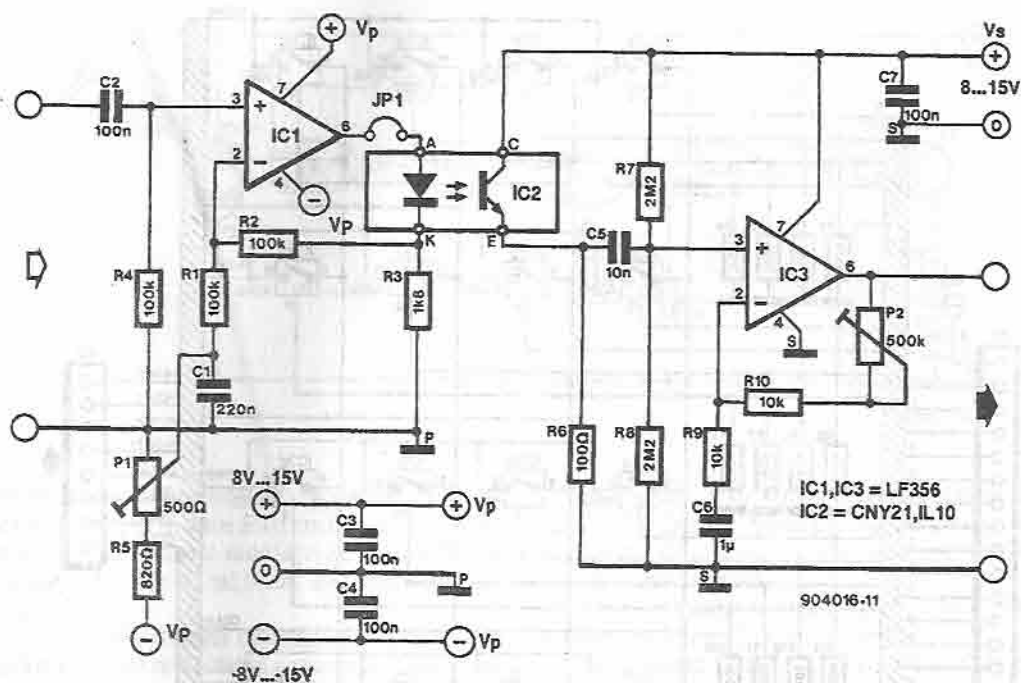 Vp
Vs
C2
100n
3
7
IC1
6
JP1
A
C
C7
100n
S
8...15V
0
2
4
Vp
IC2
R7
2M2
R2
100k
K
E
C5
10n
3
7
IC3
6
R4
100k
R1
100k
R3
1k8
2
4
S
P2
500k
C1
220n
R10
10k
P
P1
500Ω
R6
100Ω
R8
2M2
R9
10k
8V...15V
Vp
C3
100n
IC1,IC3 = LF356
IC2 = CNY21,IL10
R5
820Ω
C6
1μ
0
P
C4
100n
S
904016-11
Vp
Vp
-8V...-15V